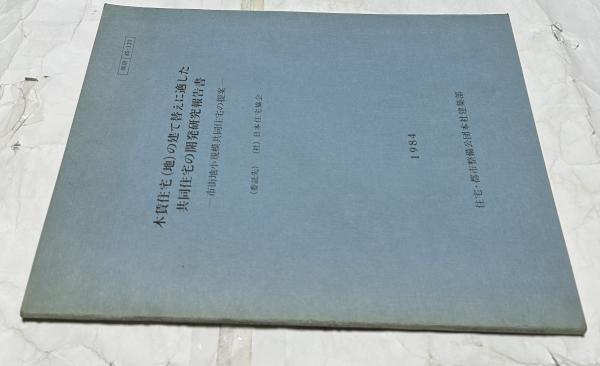 木賃住宅（地）の建て替えに適した
共同住宅の開発研究報告書
―市街地小規模共同住宅の提案―
（委託先）（社）日本住宅協会
1984
住宅・都市整備公団本社建築部